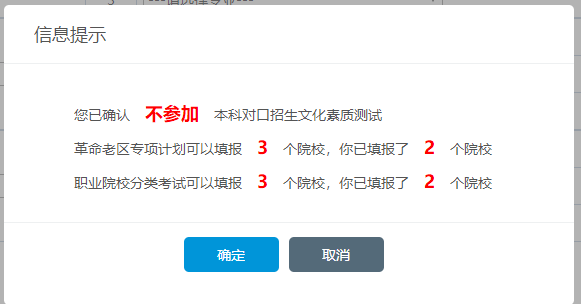 信息提示
您已确认 不参加 本科对口招生文化素质测试
革命老区专项计划可以填报 3 个院校，你已填报了 2 个院校
职业院校分类考试可以填报 3 个院校，你已填报了 2 个院校
确定 取消